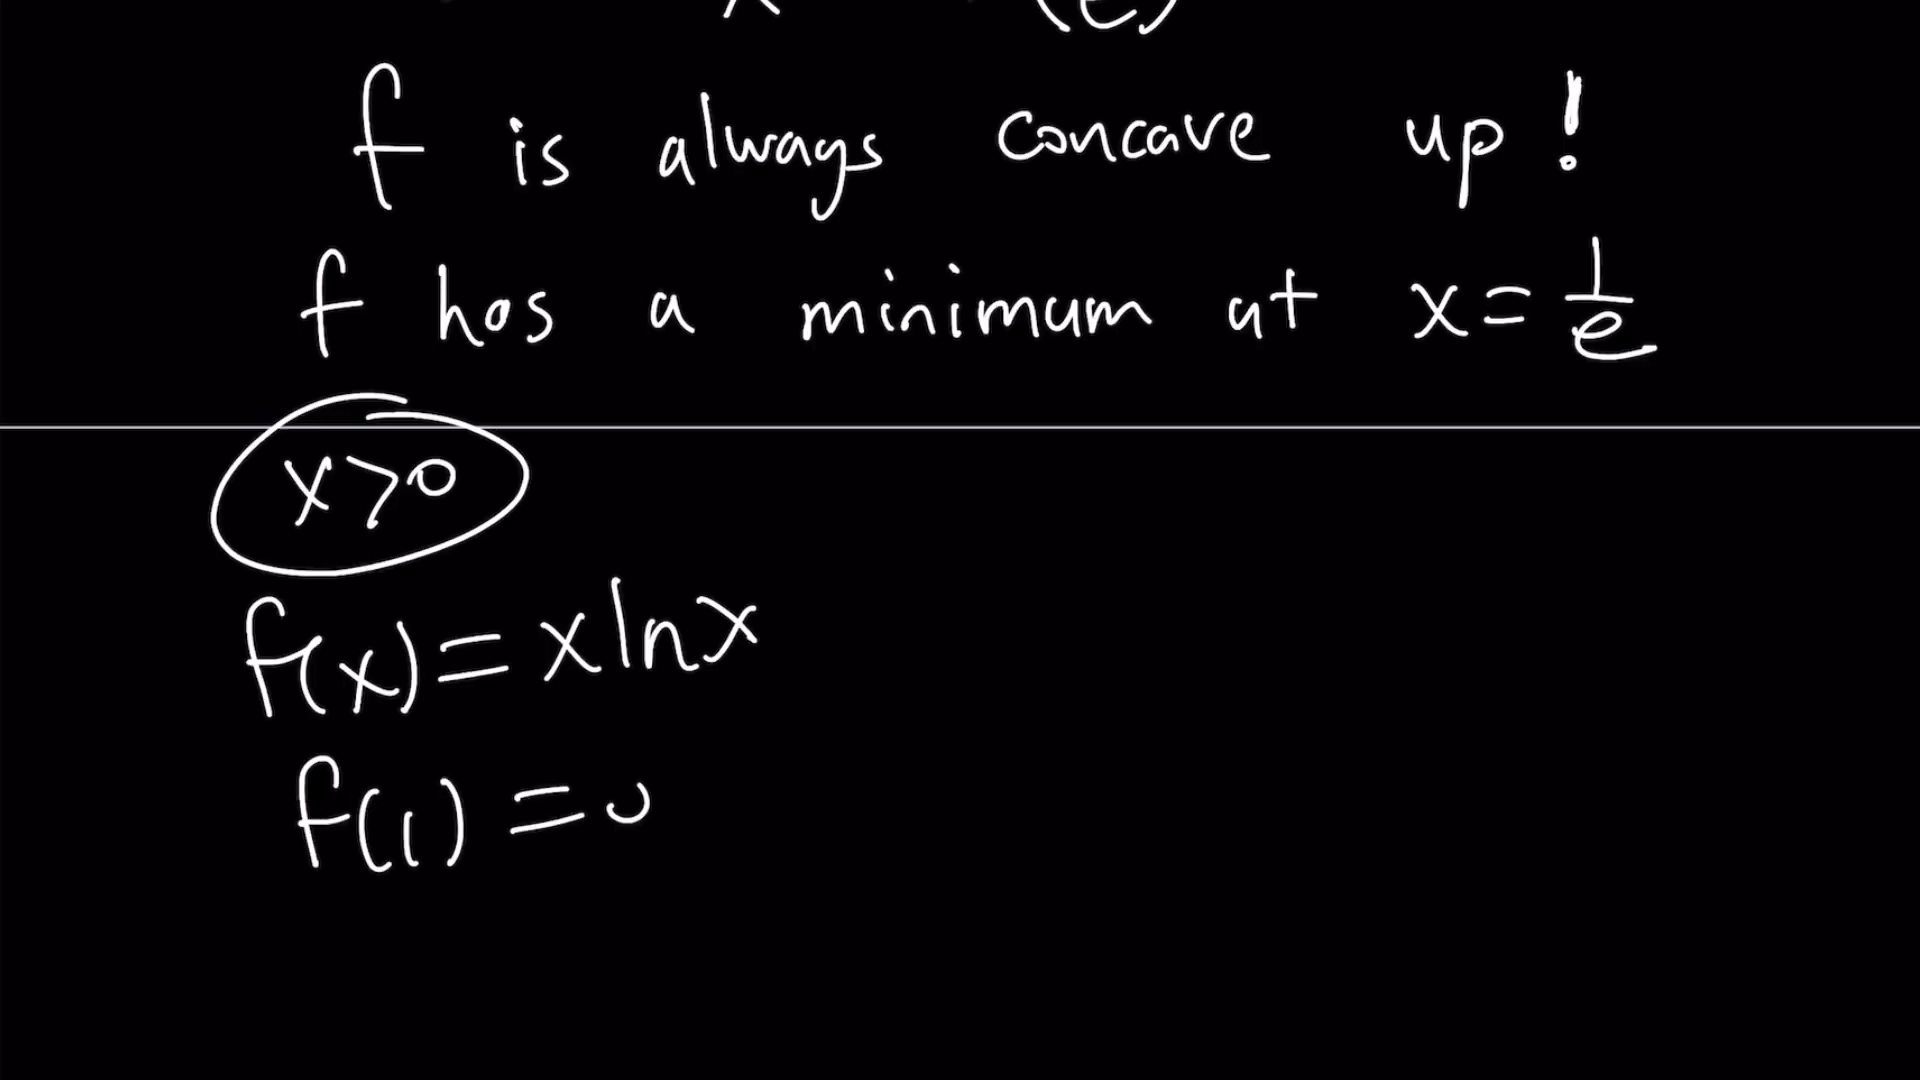 f is always concave up!
f has a minimum at x = 1/e
x>0
f(x) = x ln x
f(1) = 0